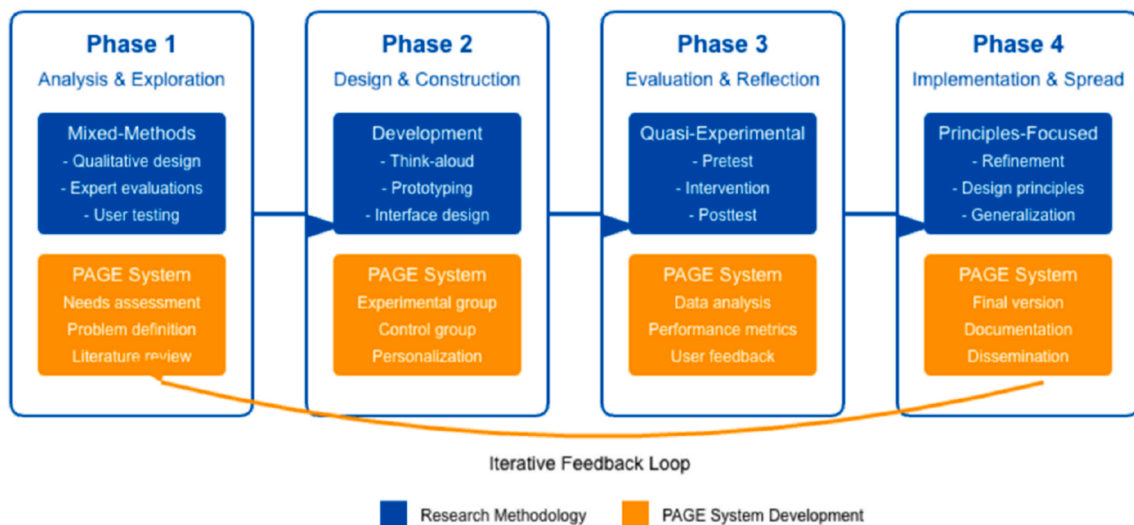 Phase 1
Analysis & Exploration
Mixed-Methods
- Qualitative design
- Expert evaluations
- User testing
PAGE System
Needs assessment
Problem definition
Literature review
Phase 2
Design & Construction
Development
- Think-aloud
- Prototyping
- Interface design
PAGE System
Experimental group
Control group
Personalization
Phase 3
Evaluation & Reflection
Quasi-Experimental
- Pretest
- Intervention
- Posttest
PAGE System
Data analysis
Performance metrics
User feedback
Phase 4
Implementation & Spread
Principles-Focused
- Refinement
- Design principles
- Generalization
PAGE System
Final version
Documentation
Dissemination
Iterative Feedback Loop
Research Methodology
PAGE System Development